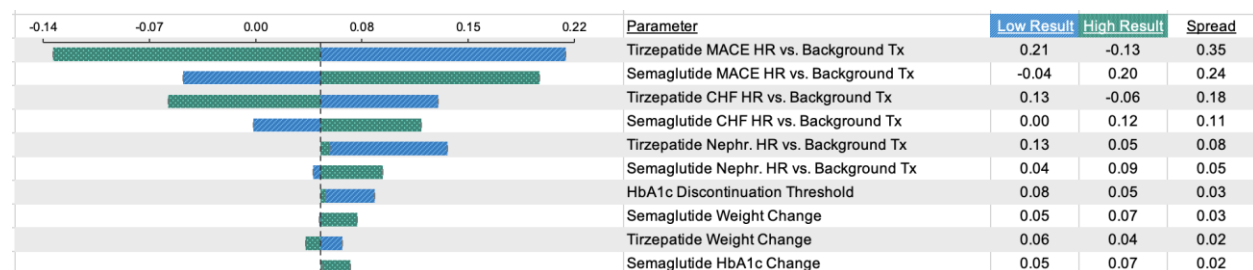 -0.14 -0.07 0.00 0.08 0.15 0.22 Parameter Low Result High Result Spread
Tirzepatide MACE HR vs. Background Tx 0.21 -0.13 0.35
Semaglutide MACE HR vs. Background Tx -0.04 0.20 0.24
Tirzepatide CHF HR vs. Background Tx 0.13 -0.06 0.18
Semaglutide CHF HR vs. Background Tx 0.00 0.12 0.11
Tirzepatide Nephr. HR vs. Background Tx 0.13 0.05 0.08
Semaglutide Nephr. HR vs. Background Tx 0.04 0.09 0.05
HbA1c Discontinuation Threshold 0.08 0.05 0.03
Semaglutide Weight Change 0.05 0.07 0.03
Tirzepatide Weight Change 0.06 0.04 0.02
Semaglutide HbA1c Change 0.05 0.07 0.02